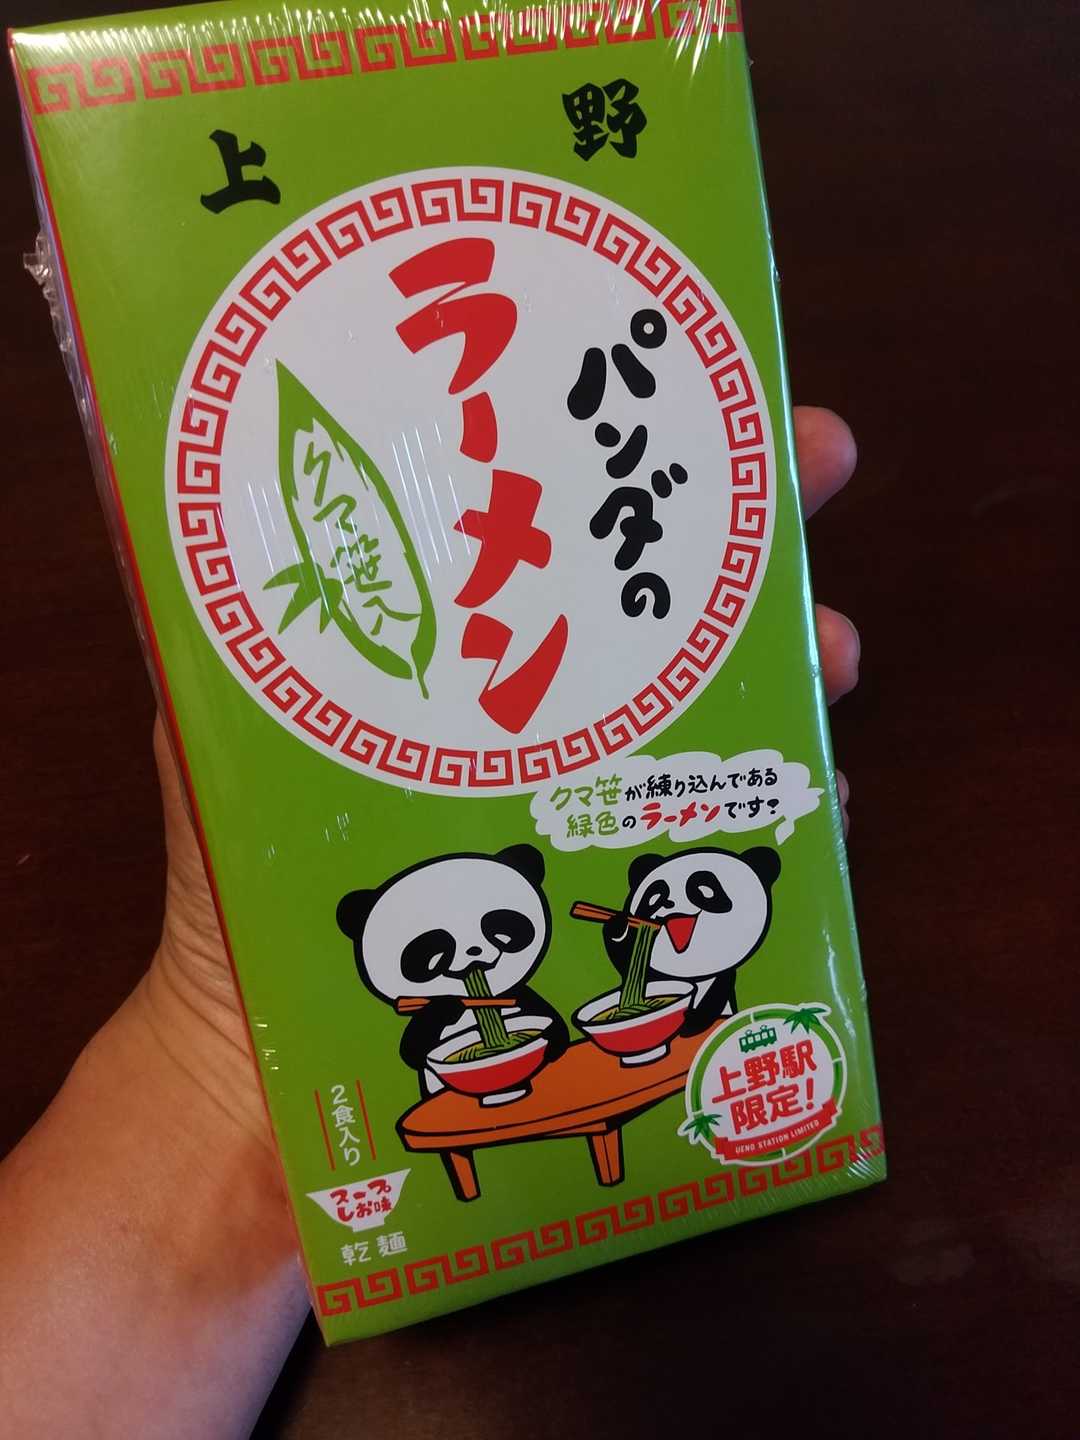 上野
パンダの
ラーメン
クマ笹入
クマ笹が練り込んである
緑色のラーメンです!
2食入り
スープ
しお味
乾麺
上野駅
限定!
UENO STATION LIMITED